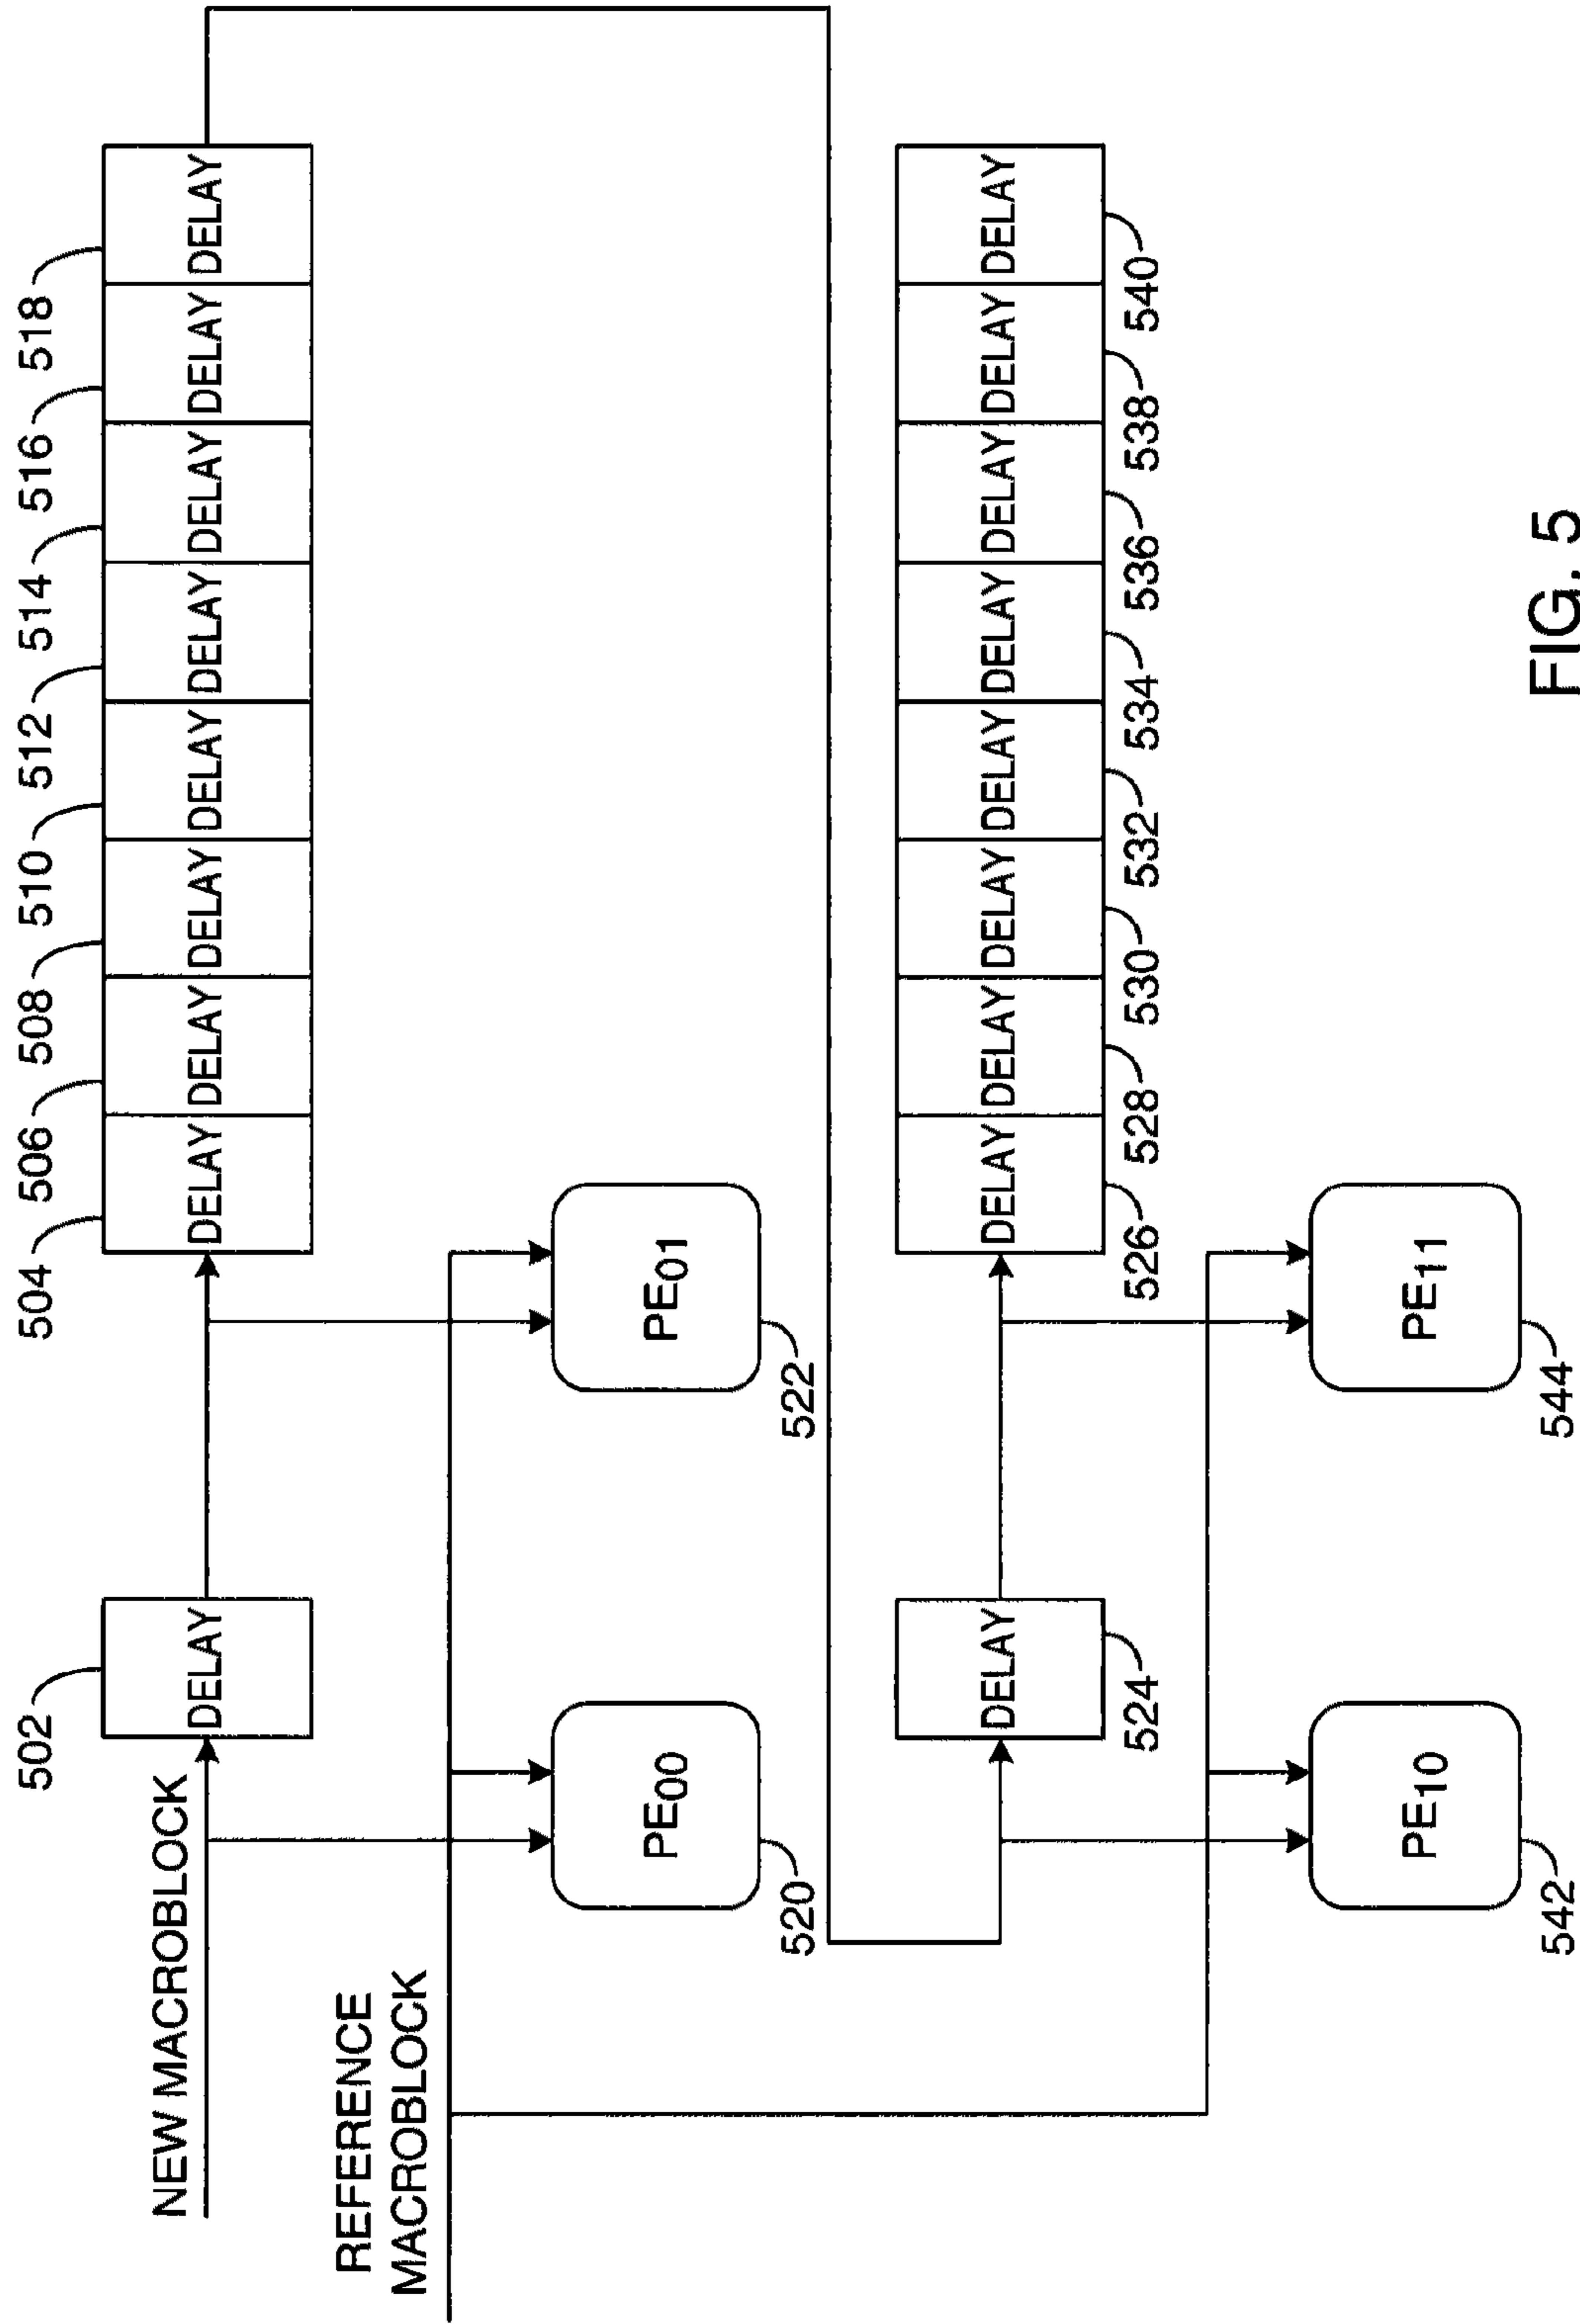 502
504
506
508
510
512
514
516
518
NEW MACROBLOCK
DELAY
DELAY
DELAY
DELAY
DELAY
DELAY
DELAY
DELAY
DELAY
REFERENCE
MACROBLOCK
PE00
PE01
520
522
DELAY
DELAY
DELAY
DELAY
DELAY
DELAY
DELAY
DELAY
DELAY
524
526
528
530
532
534
536
538
540
PE10
PE11
542
544
FIG. 5